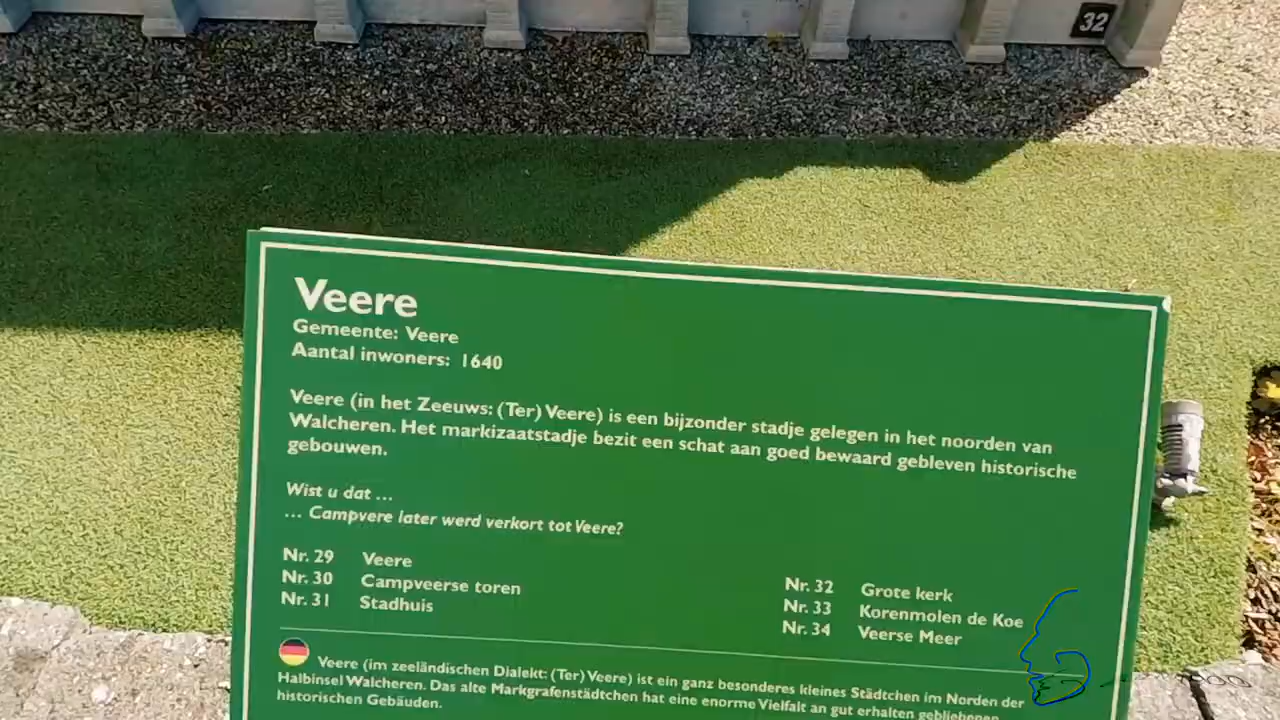 32
Veere
Gemeente: Veere
Aantal inwoners: 1640
Veere (in het Zeeuws: (Ter) Veere) is een bijzonder stadje gelegen in het noorden van
Walcheren. Het markizaatstadje bezit een schat aan goed bewaard gebleven historische
gebouwen.
Wist u dat ...
... Campvere later werd verkort tot Veere?
Nr. 29 Veere
Nr. 30 Campveerse toren
Nr. 31 Stadhuis
Nr. 32 Grote kerk
Nr. 33 Korenmolen de Koe
Nr. 34 Veerse Meer
Veere (im zeeländischen Dialekt: (Ter) Veere) ist ein ganz besonderes kleines Städtchen im Norden der
Halbinsel Walcheren. Das alte Markgrafenstädtchen hat eine enorme Vielfalt an gut erhalten gebliebenen
historischen Gebäuden.